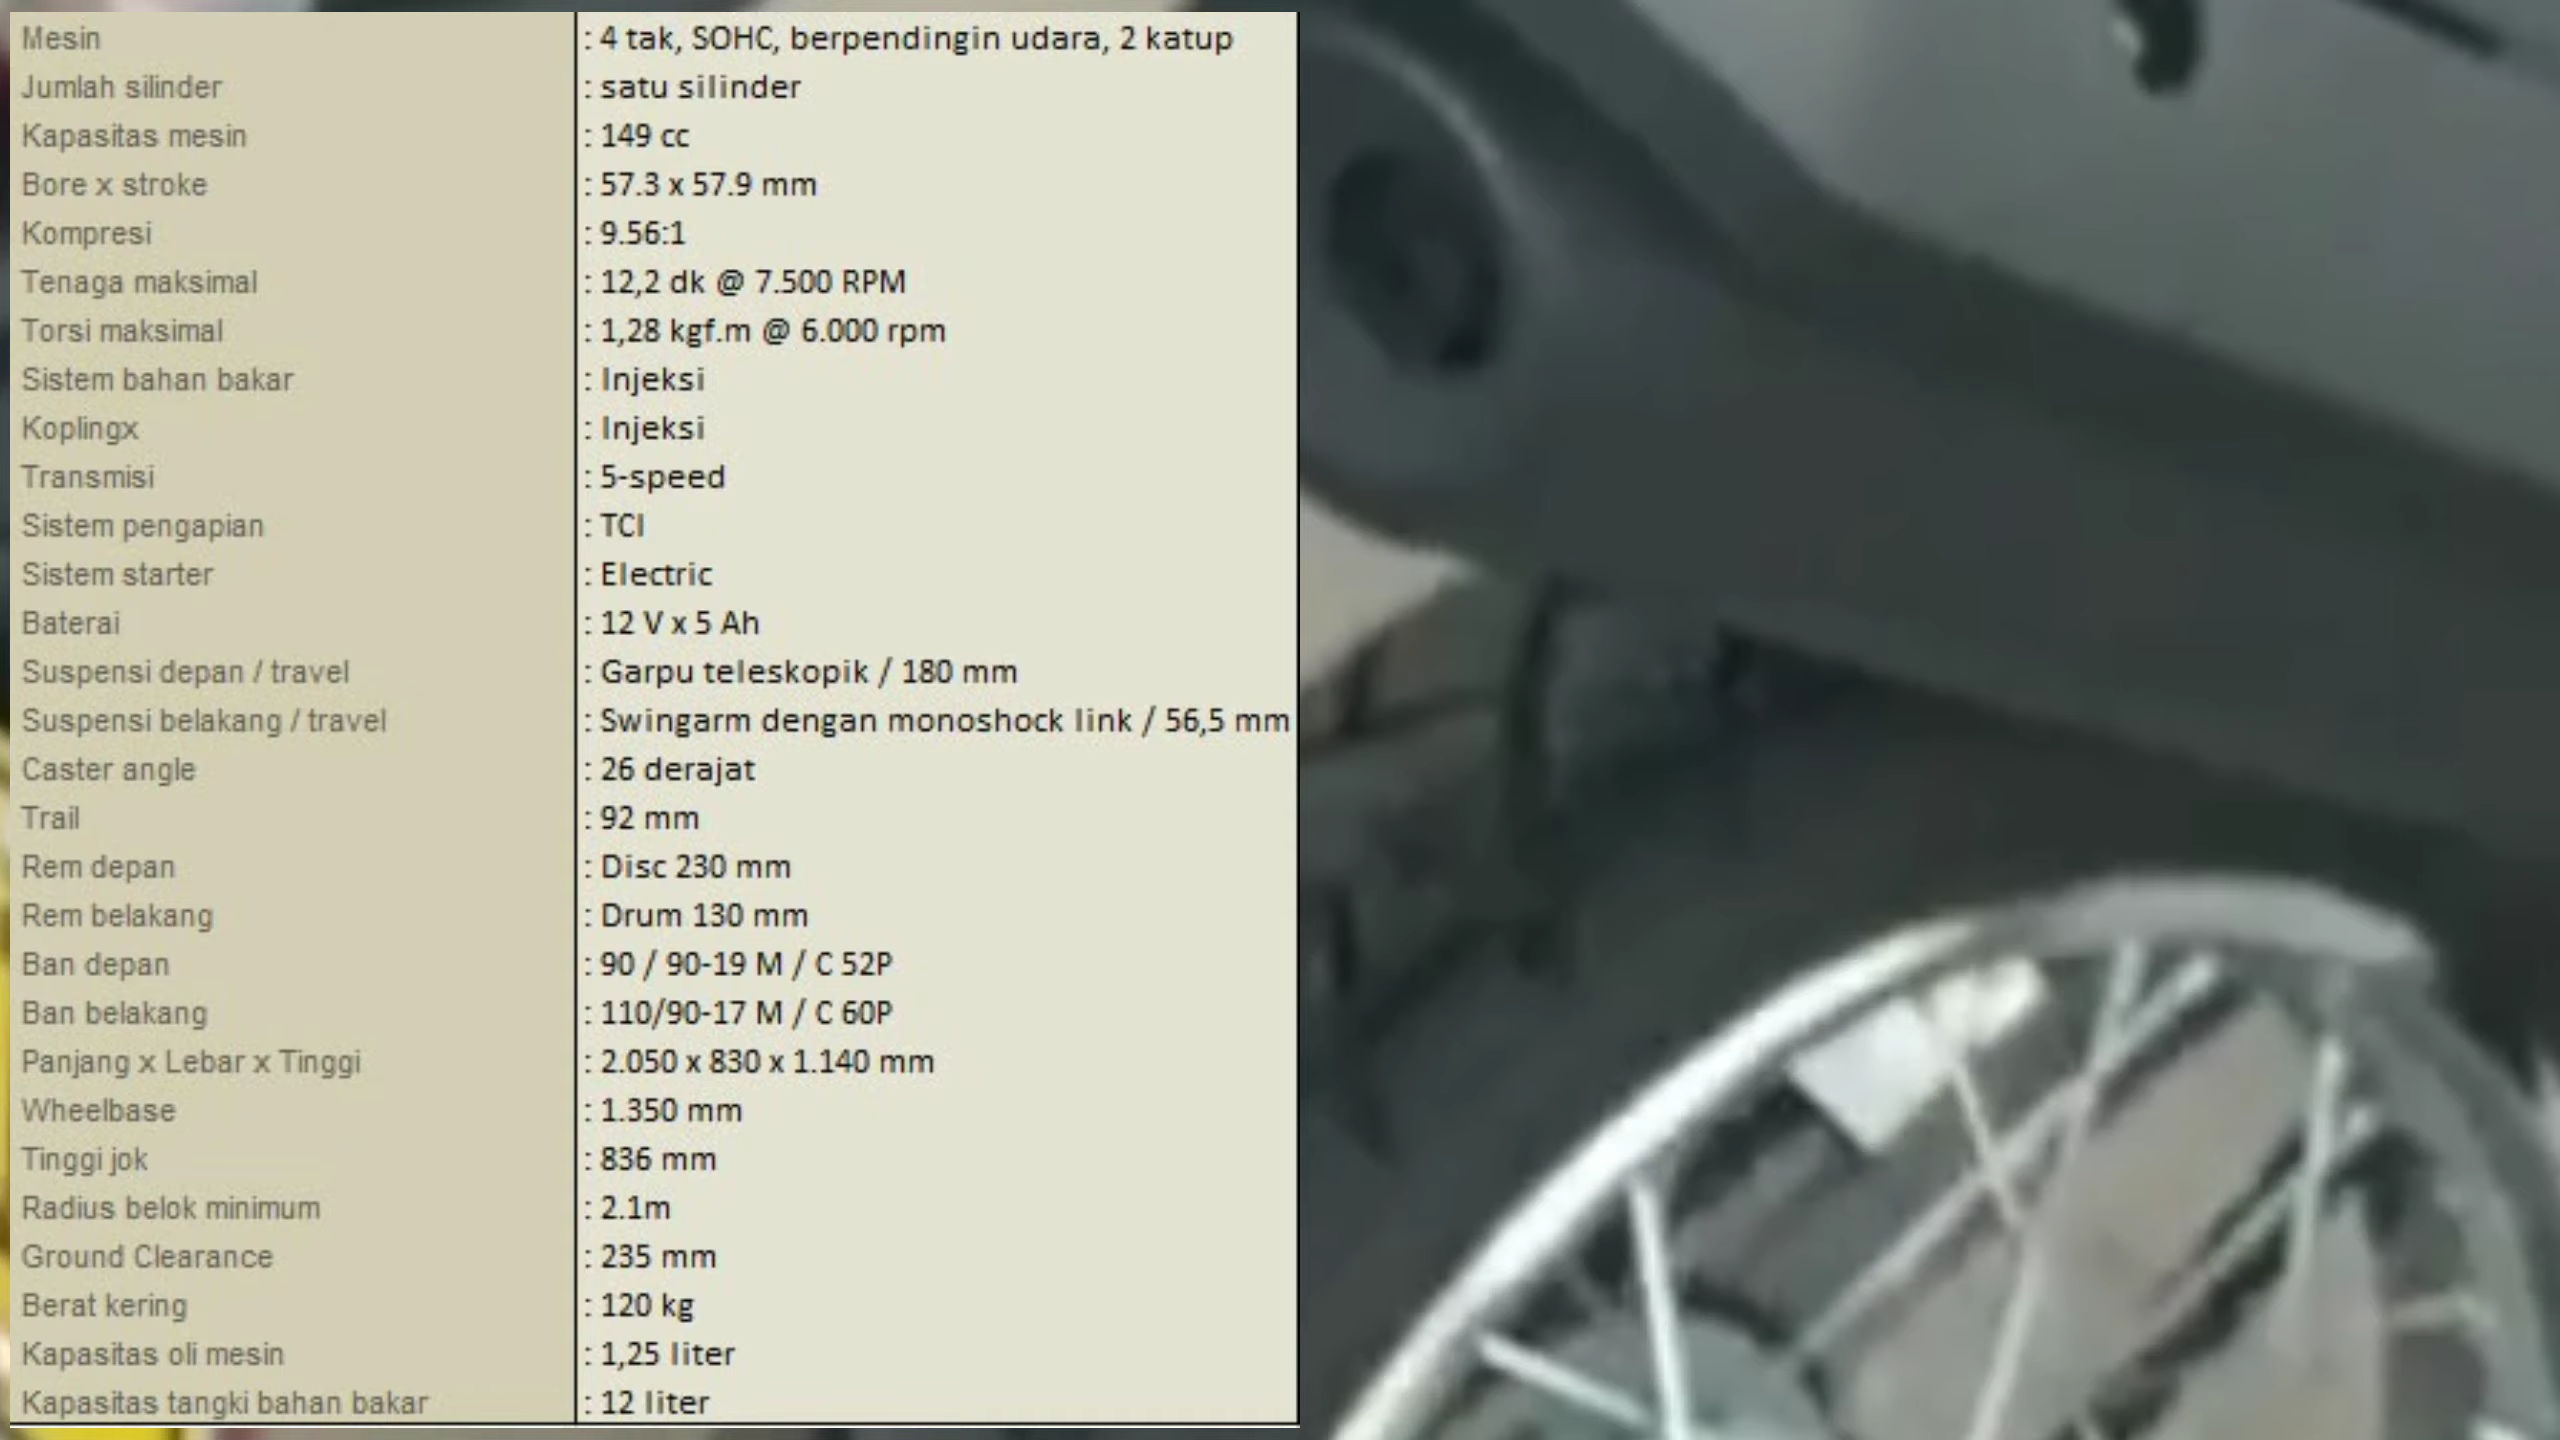 Mesin : 4 tak, SOHC, berpendingin udara, 2 katup
Jumlah silinder : satu silinder
Kapasitas mesin : 149 cc
Bore x stroke : 57.3 x 57.9 mm
Kompresi : 9.56:1
Tenaga maksimal : 12,2 dk @ 7.500 RPM
Torsi maksimal : 1,28 kgf.m @ 6.000 rpm
Sistem bahan bakar : Injeksi
Koplingx : Injeksi
Transmisi : 5-speed
Sistem pengapian : TCI
Sistem starter : Electric
Baterai : 12 V x 5 Ah
Suspensi depan / travel : Garpu teleskopik / 180 mm
Suspensi belakang / travel : Swingarm dengan monoshock link / 56,5 mm
Caster angle : 26 derajat
Trail : 92 mm
Rem depan : Disc 230 mm
Rem belakang : Drum 130 mm
Ban depan : 90 / 90-19 M / C 52P
Ban belakang : 110/90-17 M / C 60P
Panjang x Lebar x Tinggi : 2.050 x 830 x 1.140 mm
Wheelbase : 1.350 mm
Tinggi jok : 836 mm
Radius belok minimum : 2.1m
Ground Clearance : 235 mm
Berat kering : 120 kg
Kapasitas oli mesin : 1,25 liter
Kapasitas tangki bahan bakar : 12 liter